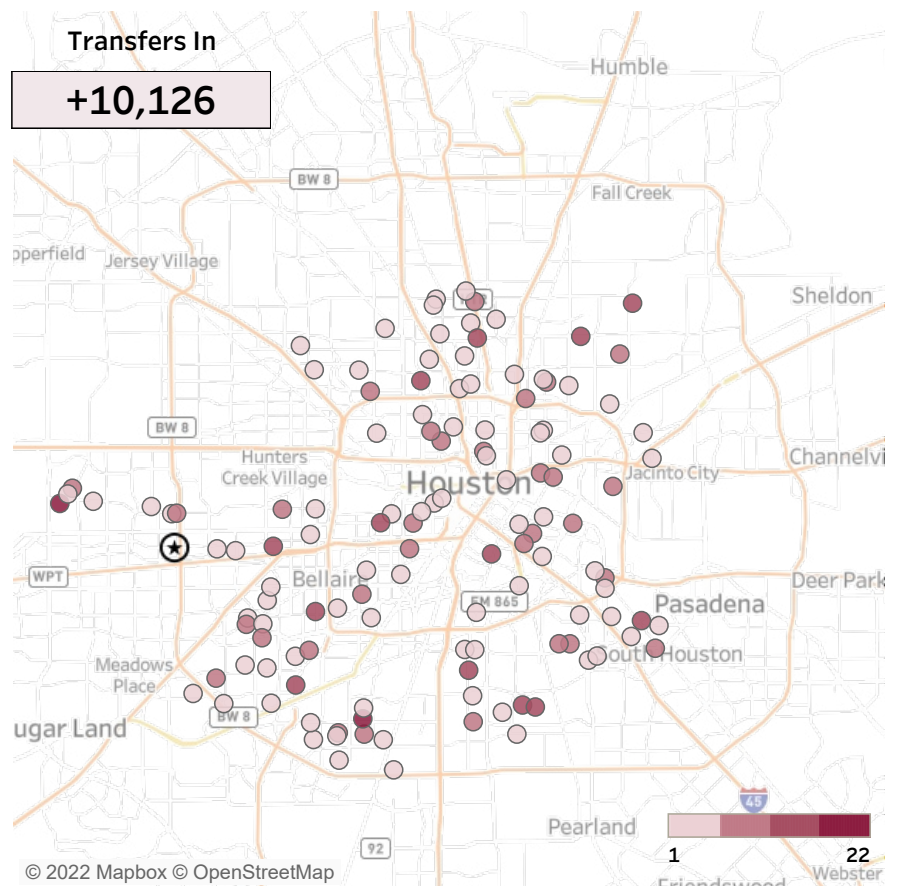 Transfers In
+10,126
Humble
BW 8
Fall Creek
pperfield
Jersey Village
Sheldon
BW 8
Hunters
Creek Village
Channelvi
Houston
Jacinto City
WPT
Bellaire
Deer Park
FM 865
Pasadena
South Houston
Meadows
Place
BW 8
ugar Land
45
Pearland
1
22
92
© 2022 Mapbox © OpenStreetMap
Webster
Friendswood